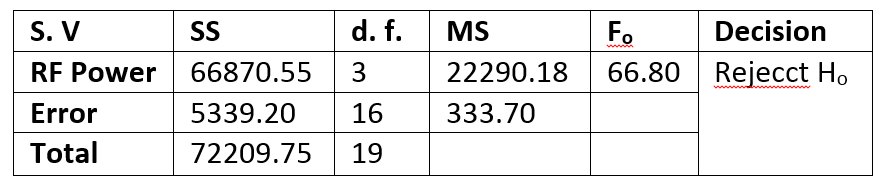 S. V SS d. f. MS Fₒ Decision
RF Power 66870.55 3 22290.18 66.80 Rejecct Hₒ
Error 5339.20 16 333.70
Total 72209.75 19